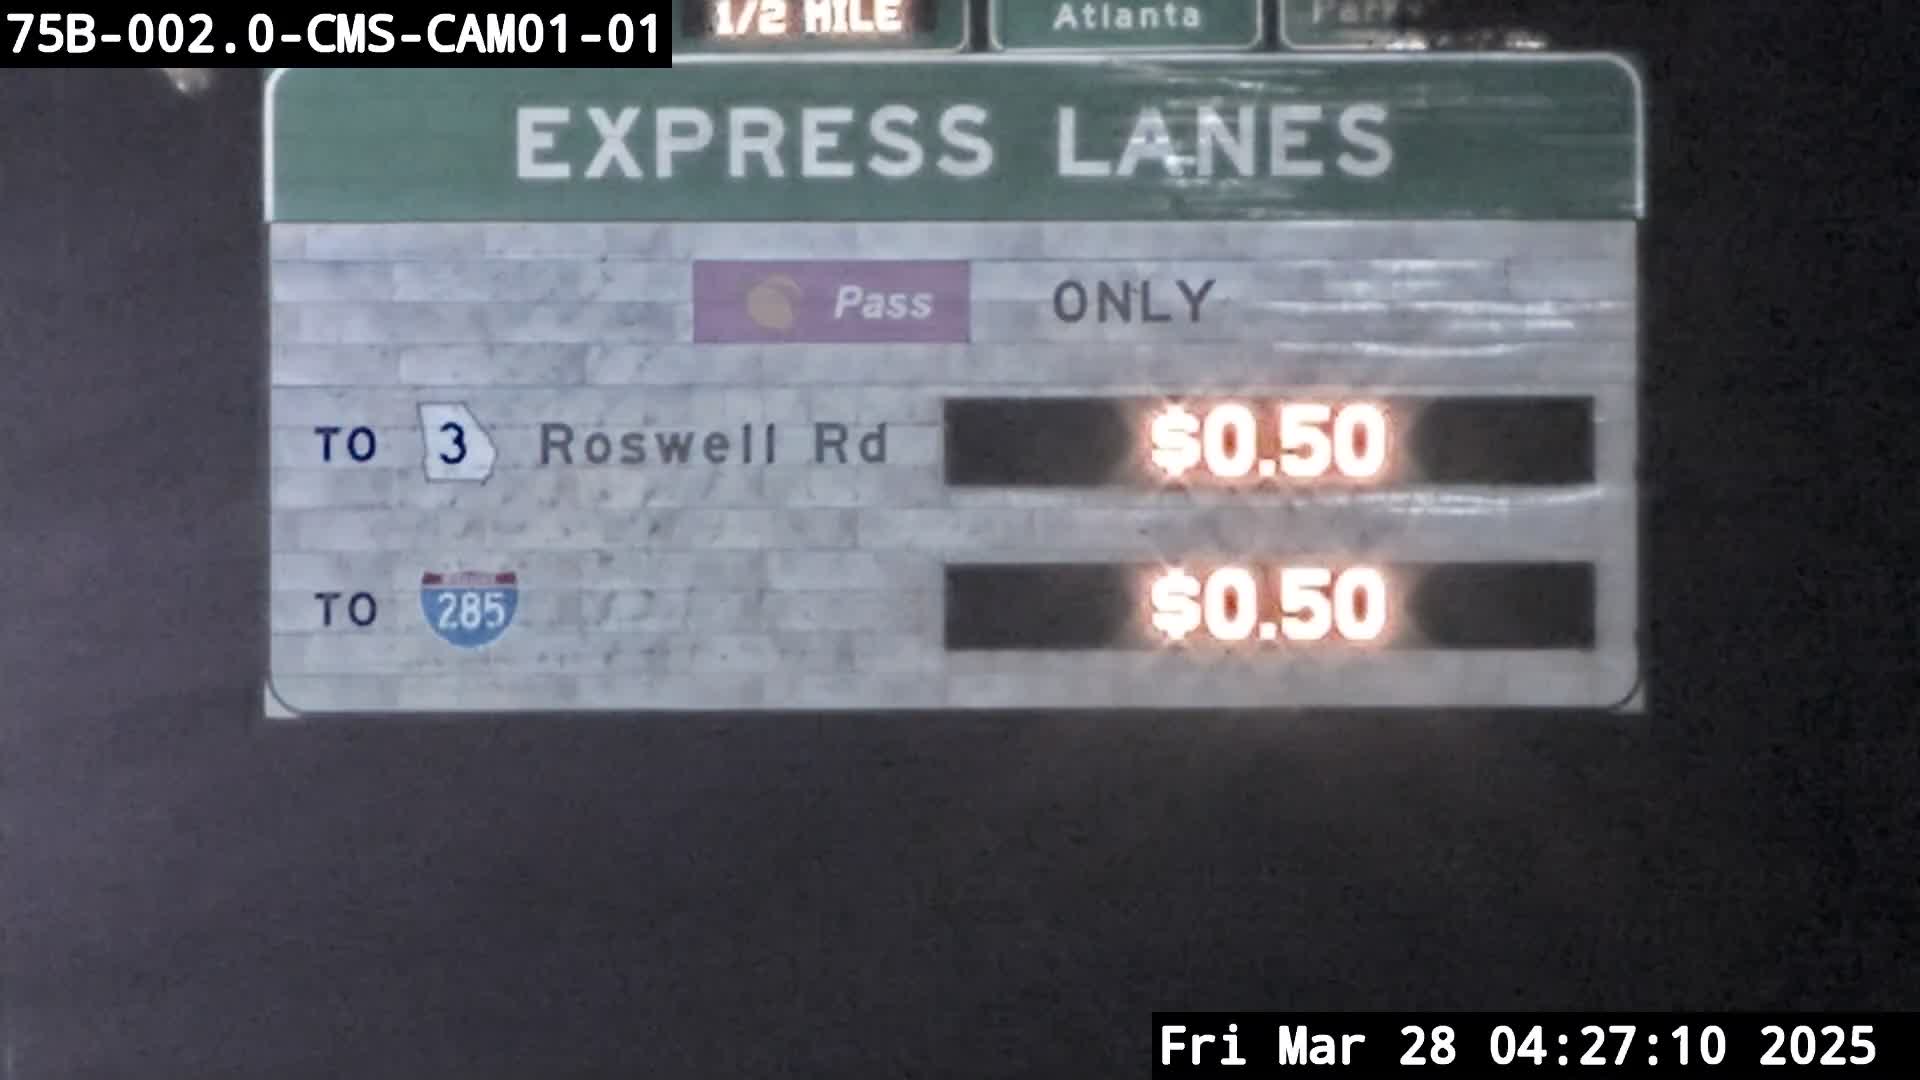 75B-002.0-CMS-CAM01-01
1/2 MILE
Atlanta
Park
EXPRESS LANES
Pass ONLY
TO 3 Roswell Rd $0.50
TO 285 $0.50
Fri Mar 28 04:27:10 2025